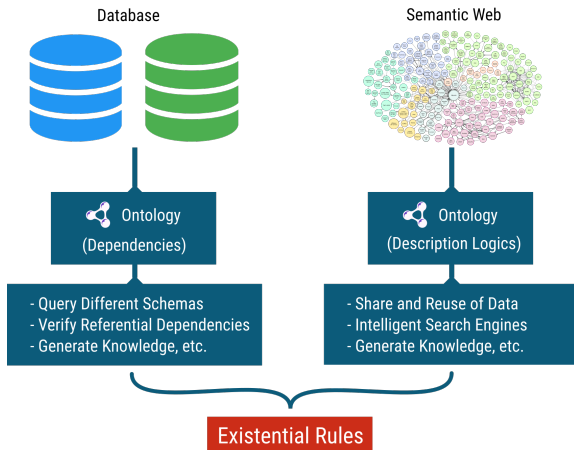 Database
Semantic Web
Ontology
(Dependencies)
Ontology
(Description Logics)
- Query Different Schemas
- Verify Referential Dependencies
- Generate Knowledge, etc.
- Share and Reuse of Data
- Intelligent Search Engines
- Generate Knowledge, etc.
Existential Rules